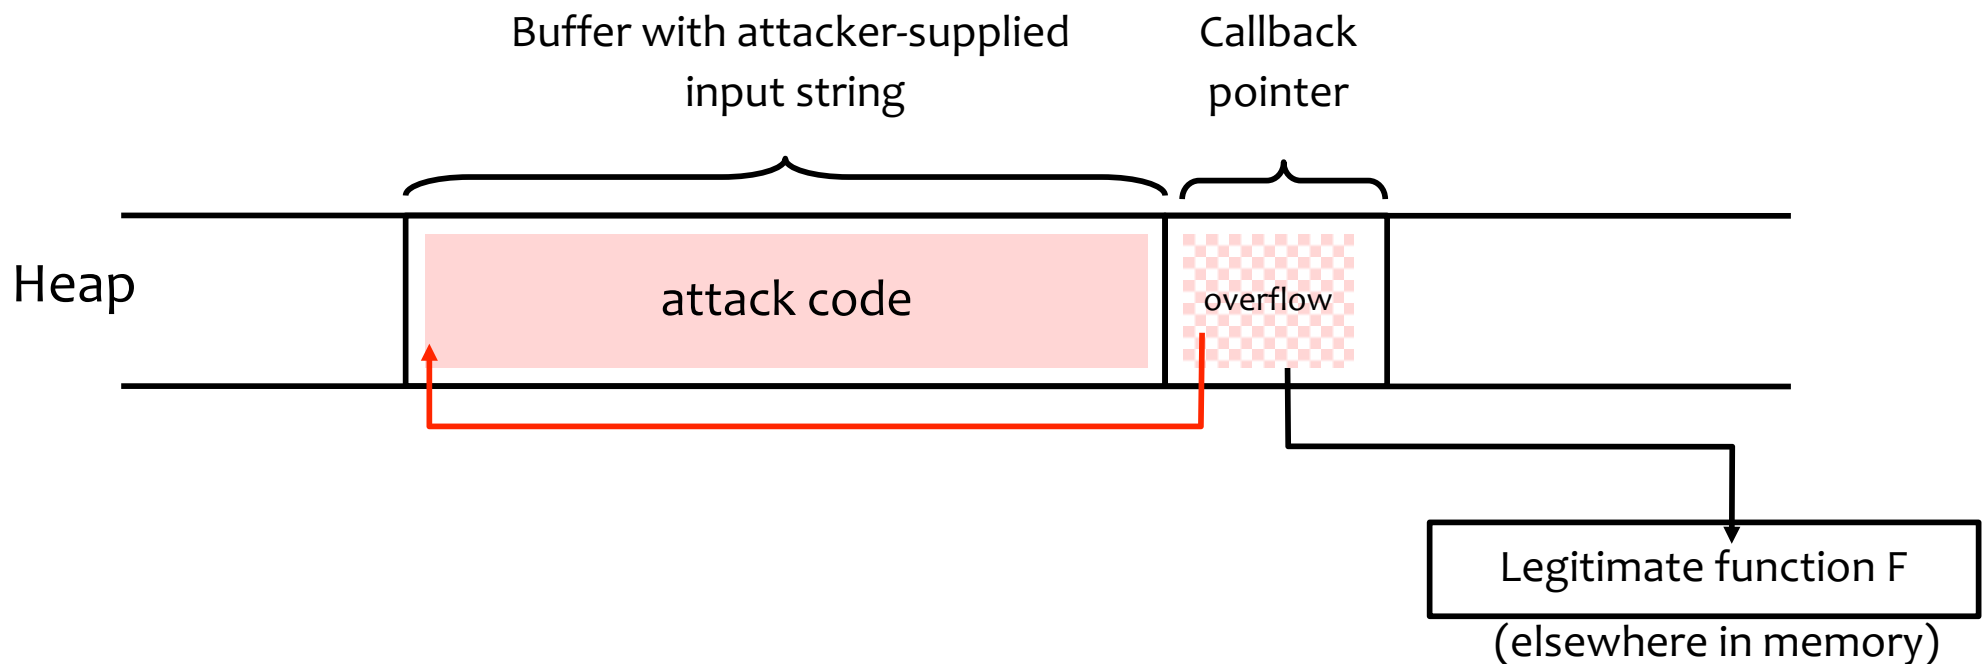 Buffer with attacker-supplied
input string
Callback
pointer
Heap
attack code
overflow
Legitimate function F
(elsewhere in memory)